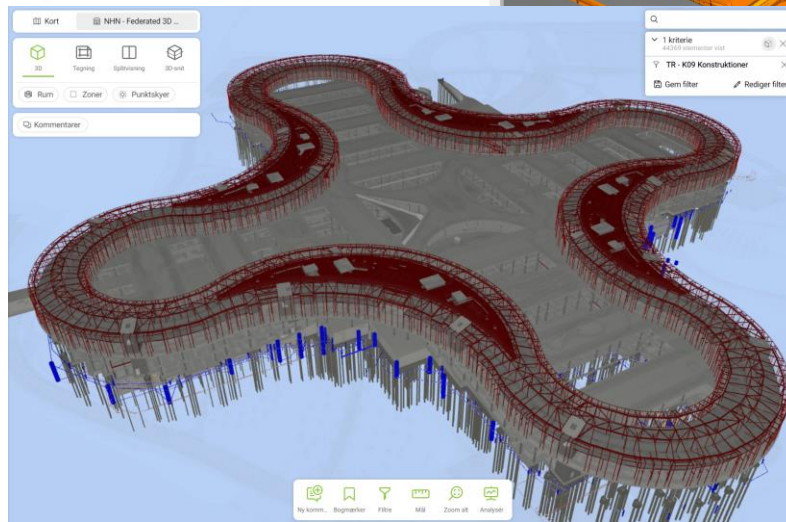 Kort
NHN - Federated 3D ...
3D
Tegning
Splitvisning
3D-snit
Rum
Zoner
Punktskyer
Kommentarer
1 kriterie
44369 elementer vist
TR - K09 Konstruktioner
Gem filter
Rediger filter
Ny komm...
Bogmærker
Filtre
Mål
Zoom alt
Analysér